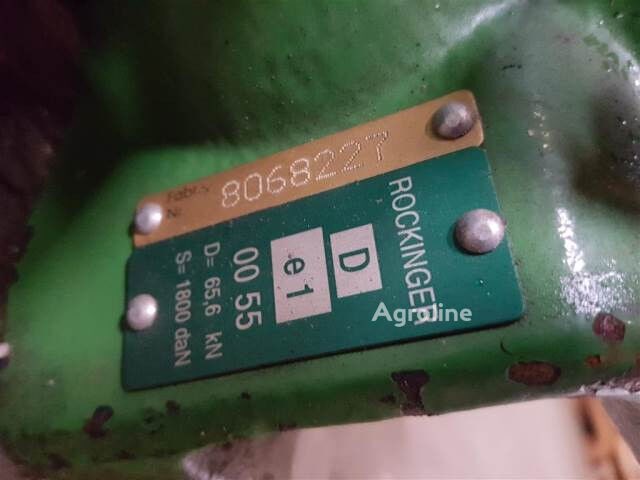 Fabr.
Nr.
8068227
ROCKINGER
D
e1
00 55
D= 65,6 kN
S= 1800 daN
Agroline